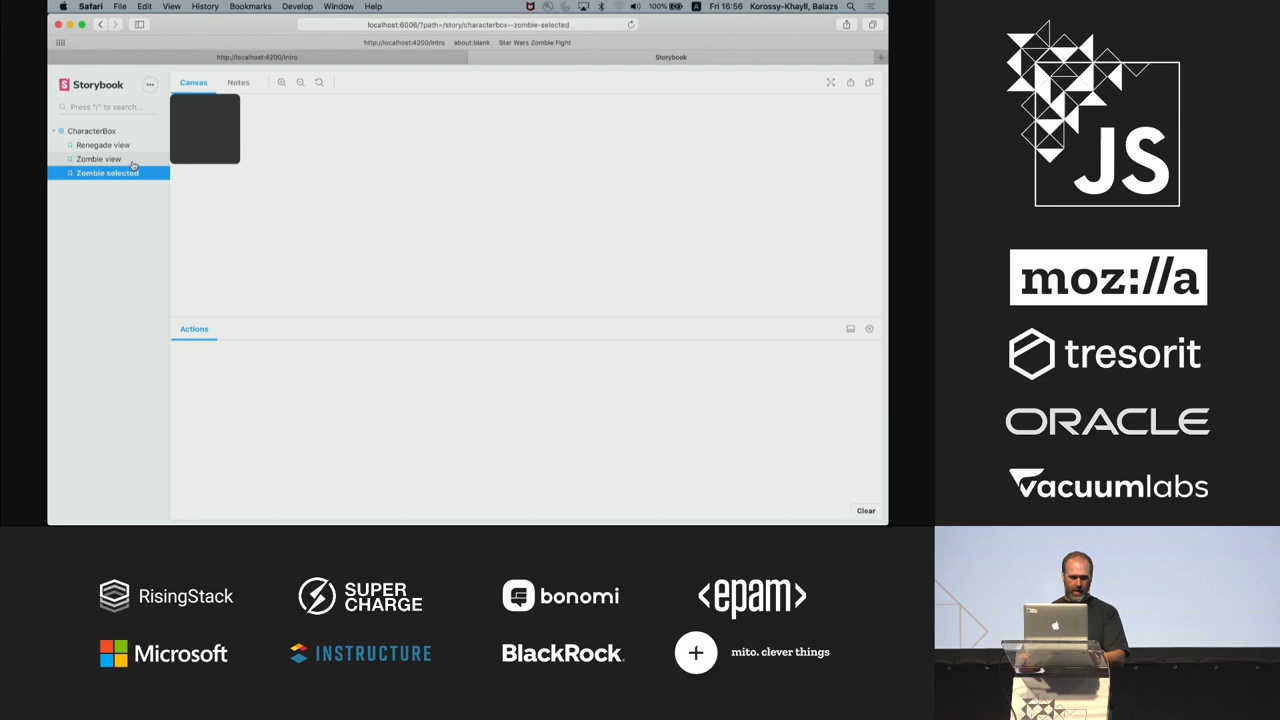 Safari File Edit View History Bookmarks Develop Window Help
100% A Fri 16:56 Korossy-Khayll, Balazs
localhost:6006/?path=/story/characterbox--zombie-selected
http://localhost:4200/intro about:blank Star Wars Zombie Fight
http://localhost:4200/intro
Storybook
Storybook
Press "/" to search...
CharacterBox
Renegade view
Zombie view
Zombie selected
Canvas
Notes
Actions
Clear
JS
moz://a
tresorit
ORACLE
vacuumlabs
RisingStack
SUPER
CHARGE
bonomi
<epam>
Microsoft
INSTRUCTURE
BLACKROCK.
mito. clever things